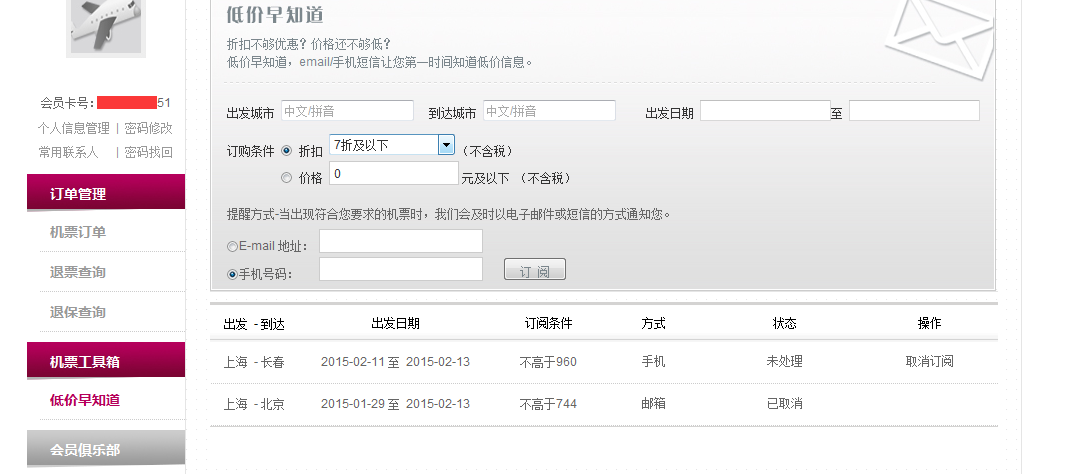 低价早知道
折扣不够优惠？价格还不够低？
低价早知道，email/手机短信让您第一时间知道低价信息。
会员卡号：51
个人信息管理 | 密码修改
常用联系人 | 密码找回
订单管理
机票订单
退票查询
退保查询
机票工具箱
低价早知道
会员俱乐部
出发城市 中文/拼音 到达城市 中文/拼音 出发日期 至
订购条件 折扣 7折及以下 （不含税）
价格 0 元及以下 （不含税）
提醒方式-当出现符合您要求的机票时，我们会及时以电子邮件或短信的方式通知您。
E-mail 地址：
手机号码： 订 阅
出发 - 到达 出发日期 订阅条件 方式 状态 操作
上海 - 长春 2015-02-11 至 2015-02-13 不高于960 手机 未处理 取消订阅
上海 - 北京 2015-01-29 至 2015-02-13 不高于744 邮箱 已取消